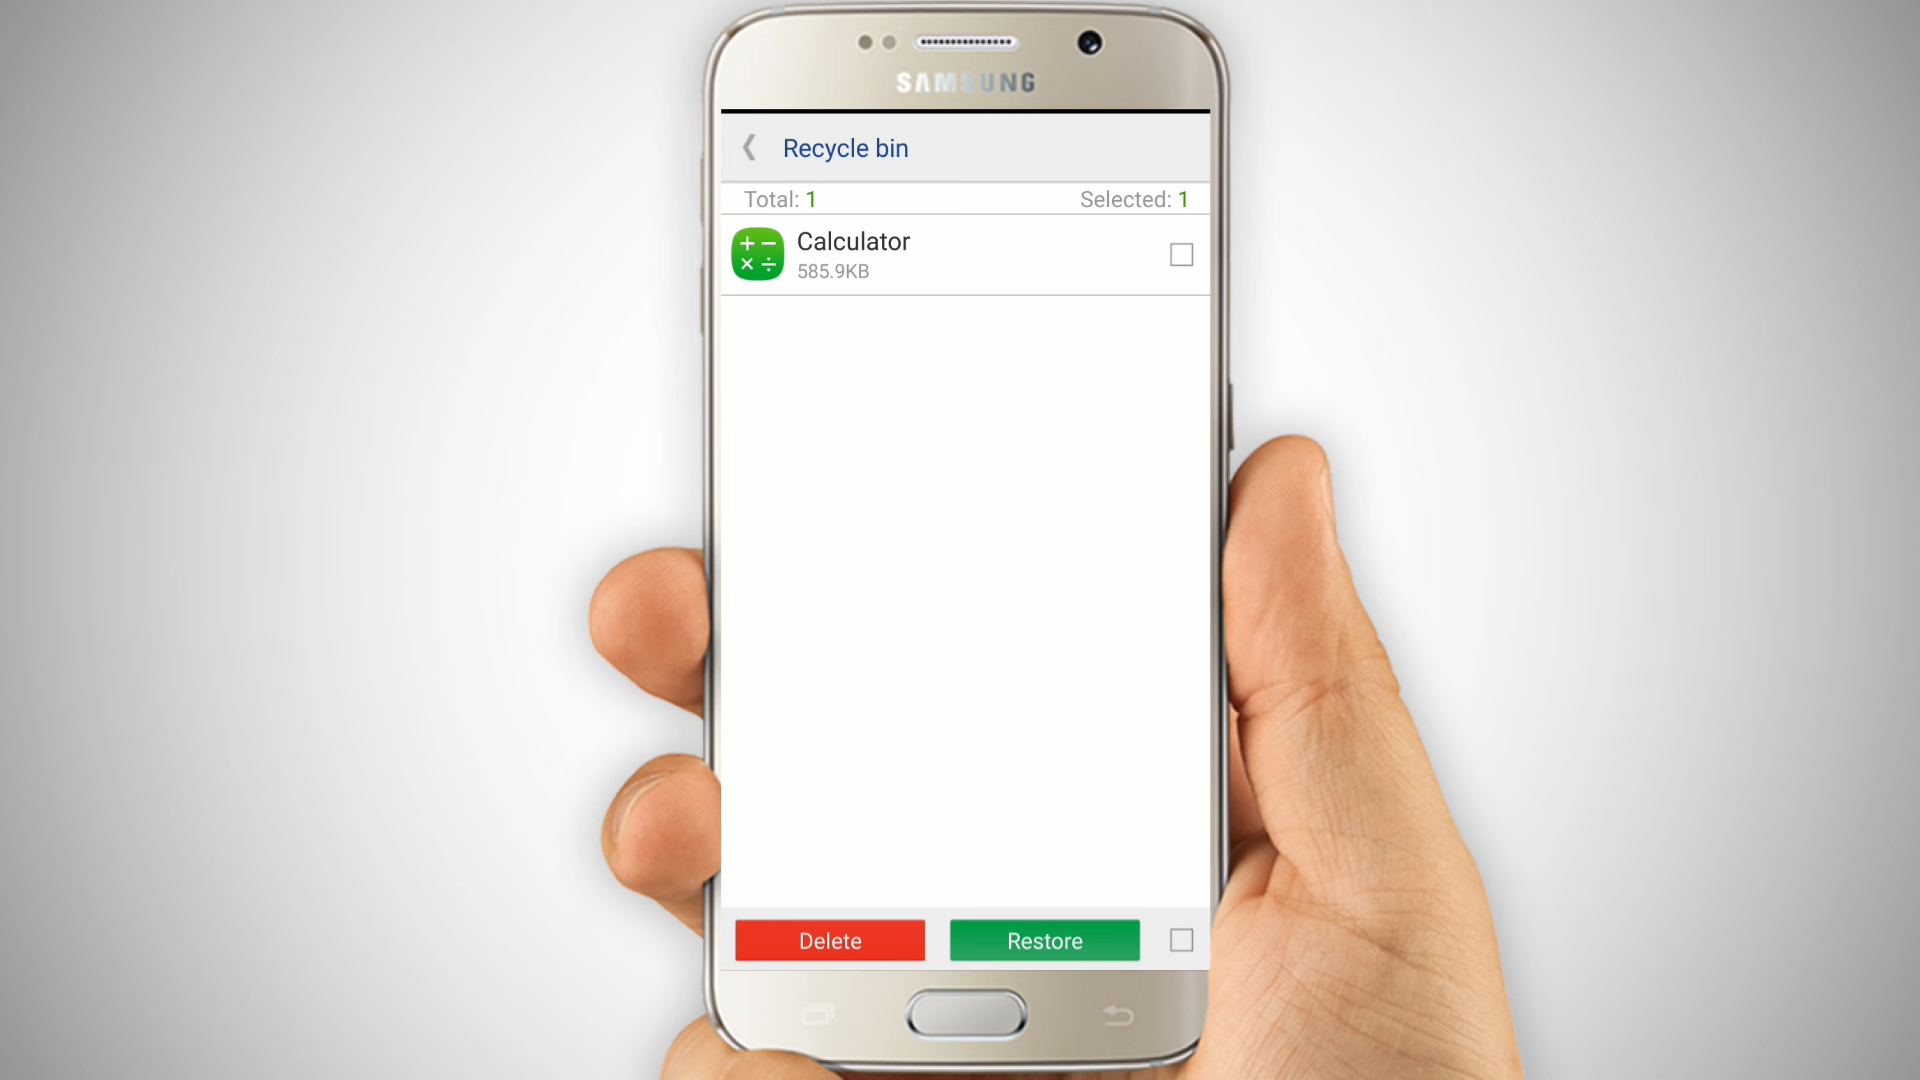 SAMSUNG
Recycle bin
Total: 1 Selected: 1
Calculator
585.9KB
Delete Restore